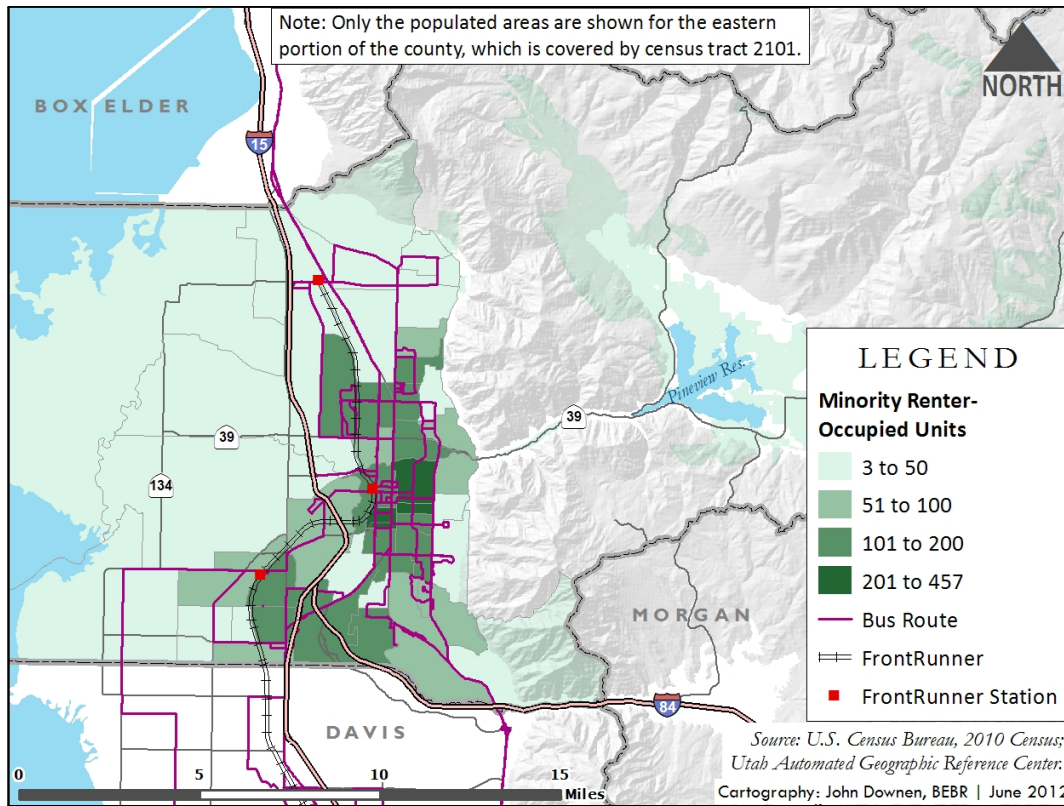 Note: Only the populated areas are shown for the eastern
portion of the county, which is covered by census tract 2101.
NORTH
BOX ELDER
15
Pineview Res.
39
39
134
LEGEND
Minority Renter-
Occupied Units
3 to 50
51 to 100
101 to 200
201 to 457
Bus Route
FrontRunner
FrontRunner Station
MORGAN
84
DAVIS
Source: U.S. Census Bureau, 2010 Census;
Utah Automated Geographic Reference Center.
0 5 10 15
Miles
Cartography: John Downen, BEBR | June 201